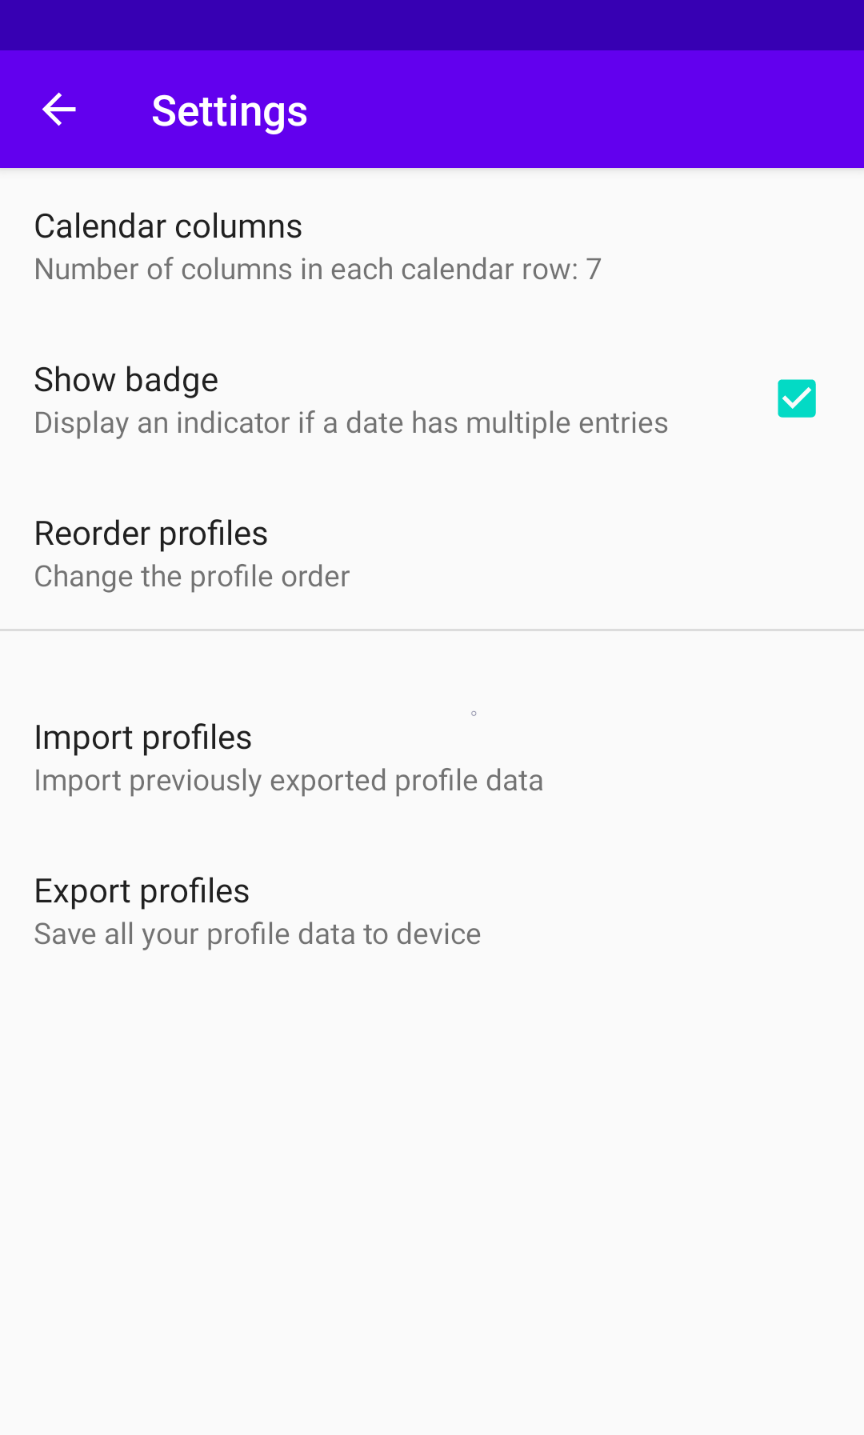 Settings
Calendar columns
Number of columns in each calendar row: 7
Show badge
Display an indicator if a date has multiple entries
Reorder profiles
Change the profile order
Import profiles
Import previously exported profile data
Export profiles
Save all your profile data to device